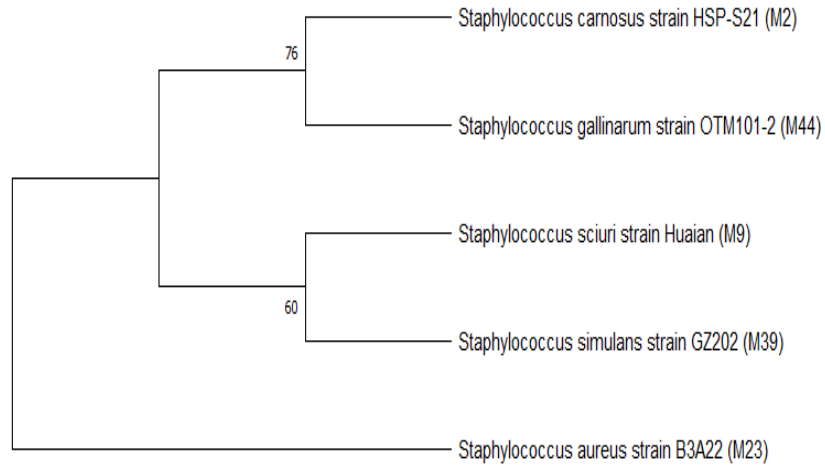 Staphylococcus carnosus strain HSP-S21 (M2)
76
Staphylococcus gallinarum strain OTM101-2 (M44)
Staphylococcus sciuri strain Huaian (M9)
60
Staphylococcus simulans strain GZ202 (M39)
Staphylococcus aureus strain B3A22 (M23)